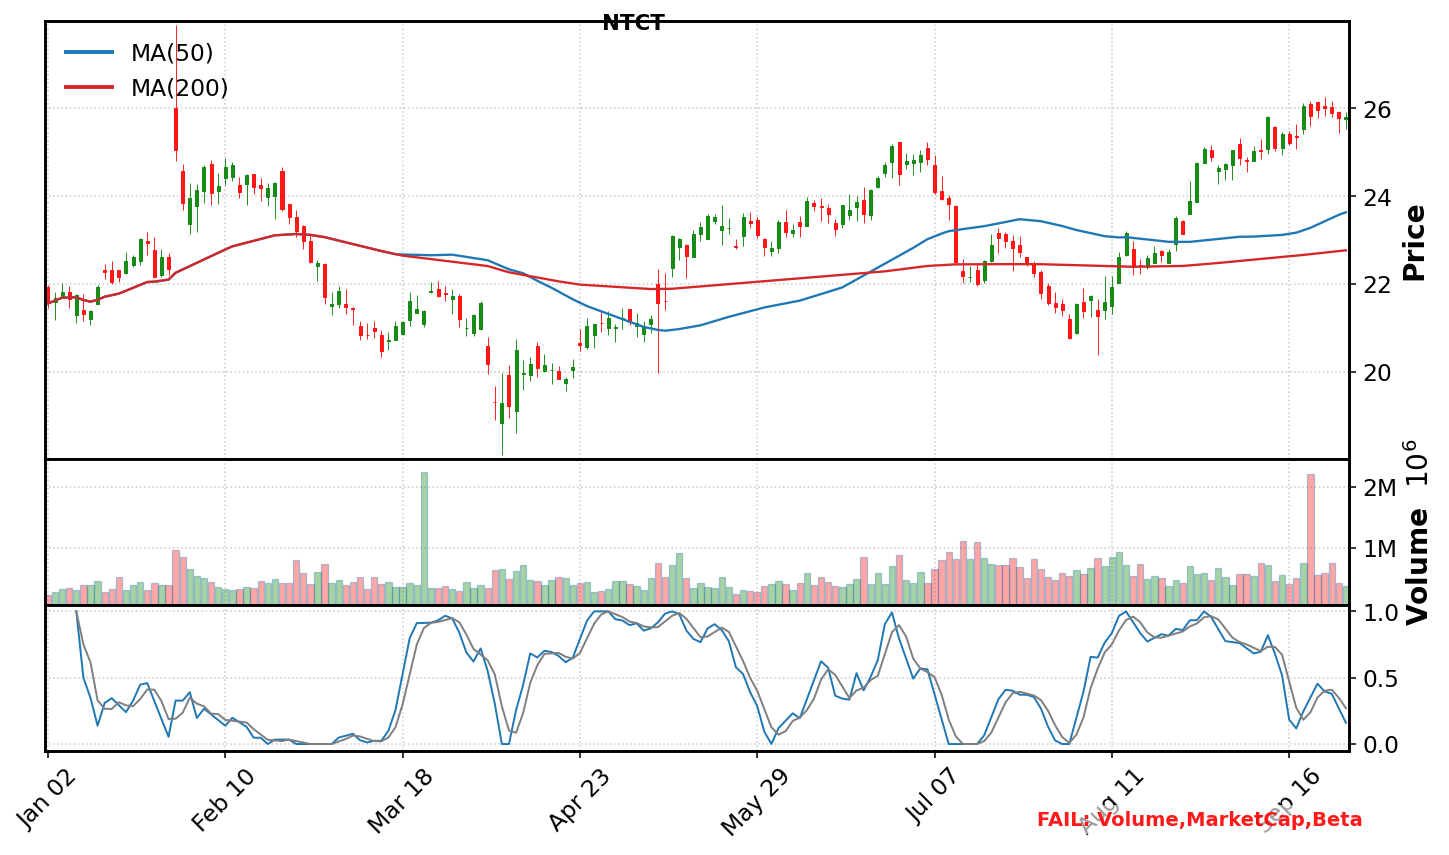 NTCT
MA(50)
MA(200)
26
24
22
20
Price
2M
1M
Volume 10^6
1.0
0.5
0.0
Jan 02
Feb 10
Mar 18
Apr 23
May 29
Jul 07
Aug 11
Sep 16
FAIL: Volume,MarketCap,Beta